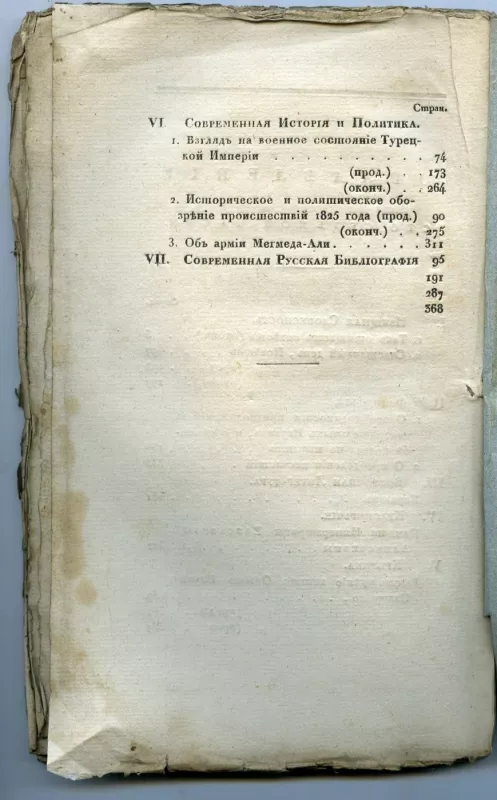 Стран.
VI. Современная Исторія и Политика.
1. Взглядъ на военное состояніе Турец-
кой Имперіи . . . . . . . . . . 74
(прод.) . . 173
(оконч.) . . 264
2. Историческое и политическое обо-
зрѣніе происшествій 1825 года (прод.) 90
(оконч.) . . 275
3. Объ арміи Мегмеда-Али . . . . . . 311
VII. Современная Русская Библіографія 95
191
287
368